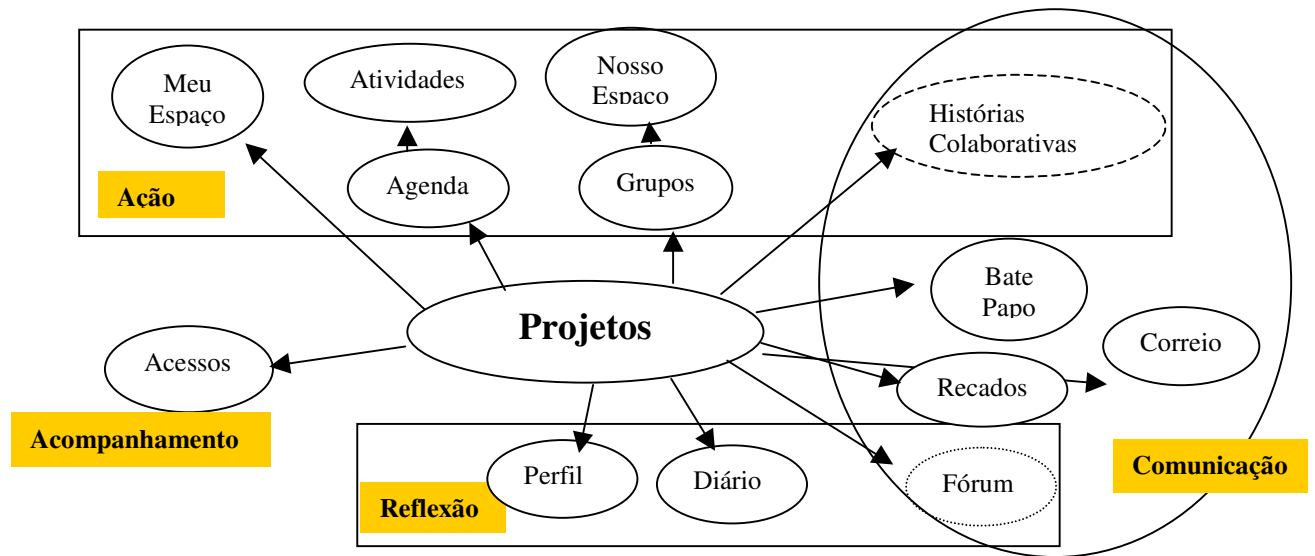 Meu
Espaço
Atividades
Nosso
Espaço
Histórias
Colaborativas
Agenda
Grupos
Ação
Projetos
Bate
Papo
Acessos
Correio
Recados
Acompanhamento
Perfil
Diário
Fórum
Comunicação
Reflexão